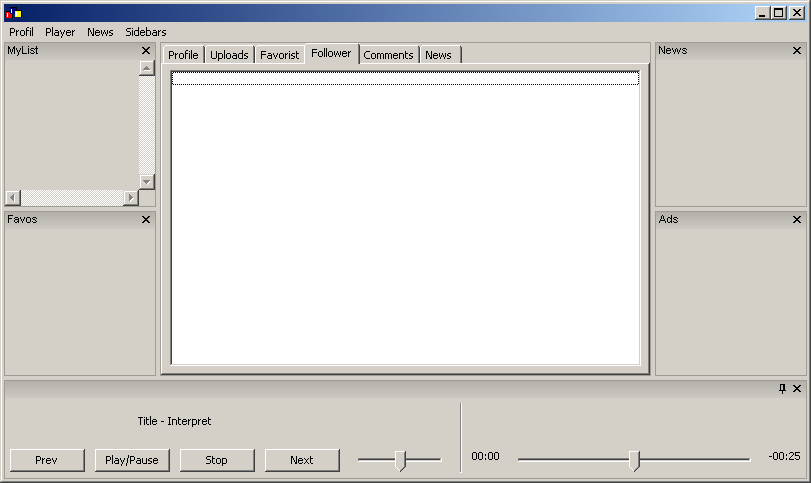 Profil Player News Sidebars
MyList
Profile Uploads Favorist Follower Comments News
News
Favos
Ads
Title - Interpret
Prev Play/Pause Stop Next
00:00 -00:25